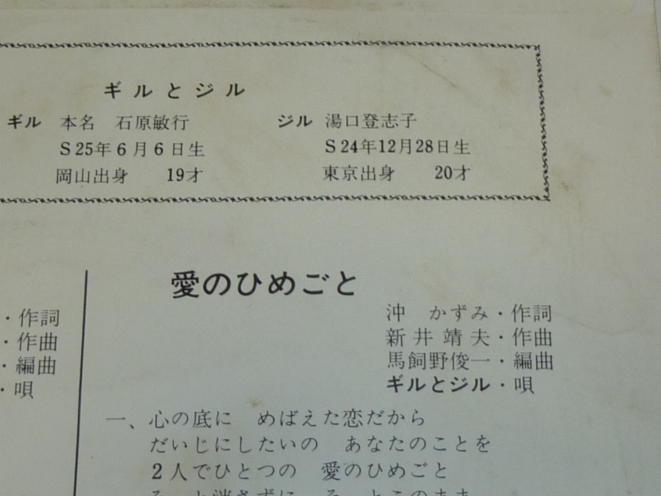 ギルとジル
ギル 本名 石原敏行
S25年6月6日生
岡山出身 19才
ジル 湯口登志子
S24年12月28日生
東京出身 20才
・作詞
・作曲
・編曲
・唄
愛のひめごと
沖 かずみ・作詞
新井靖夫・作曲
馬飼野俊一・編曲
ギルとジル・唄
一、心の底に めばえた恋だから
だいじにしたいの あなたのことを
2人でひとつの 愛のひめごと